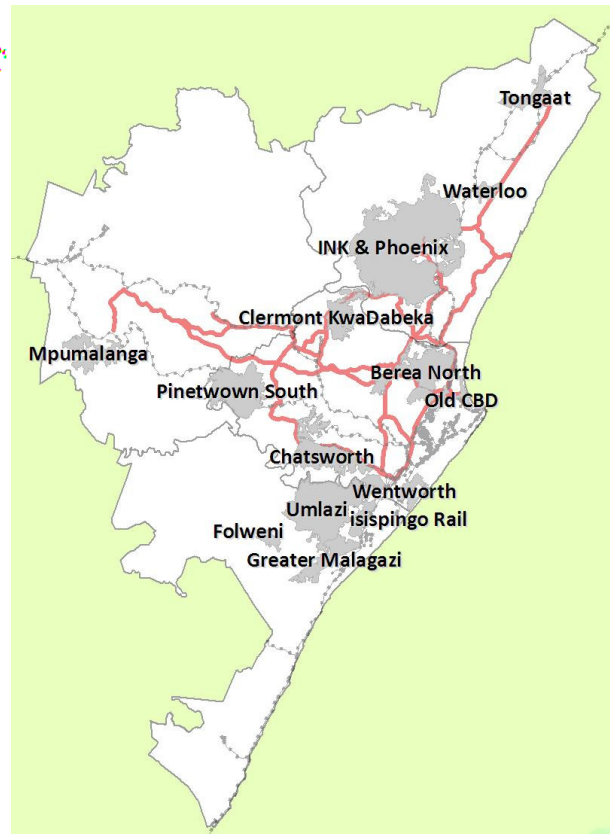 Tongaat
Waterloo
INK & Phoenix
Clermont KwaDabeka
Mpumalanga
Berea North
Pinetwown South
Old CBD
Chatsworth
Wentworth
Umlazi
isispingo Rail
Folweni
Greater Malagazi